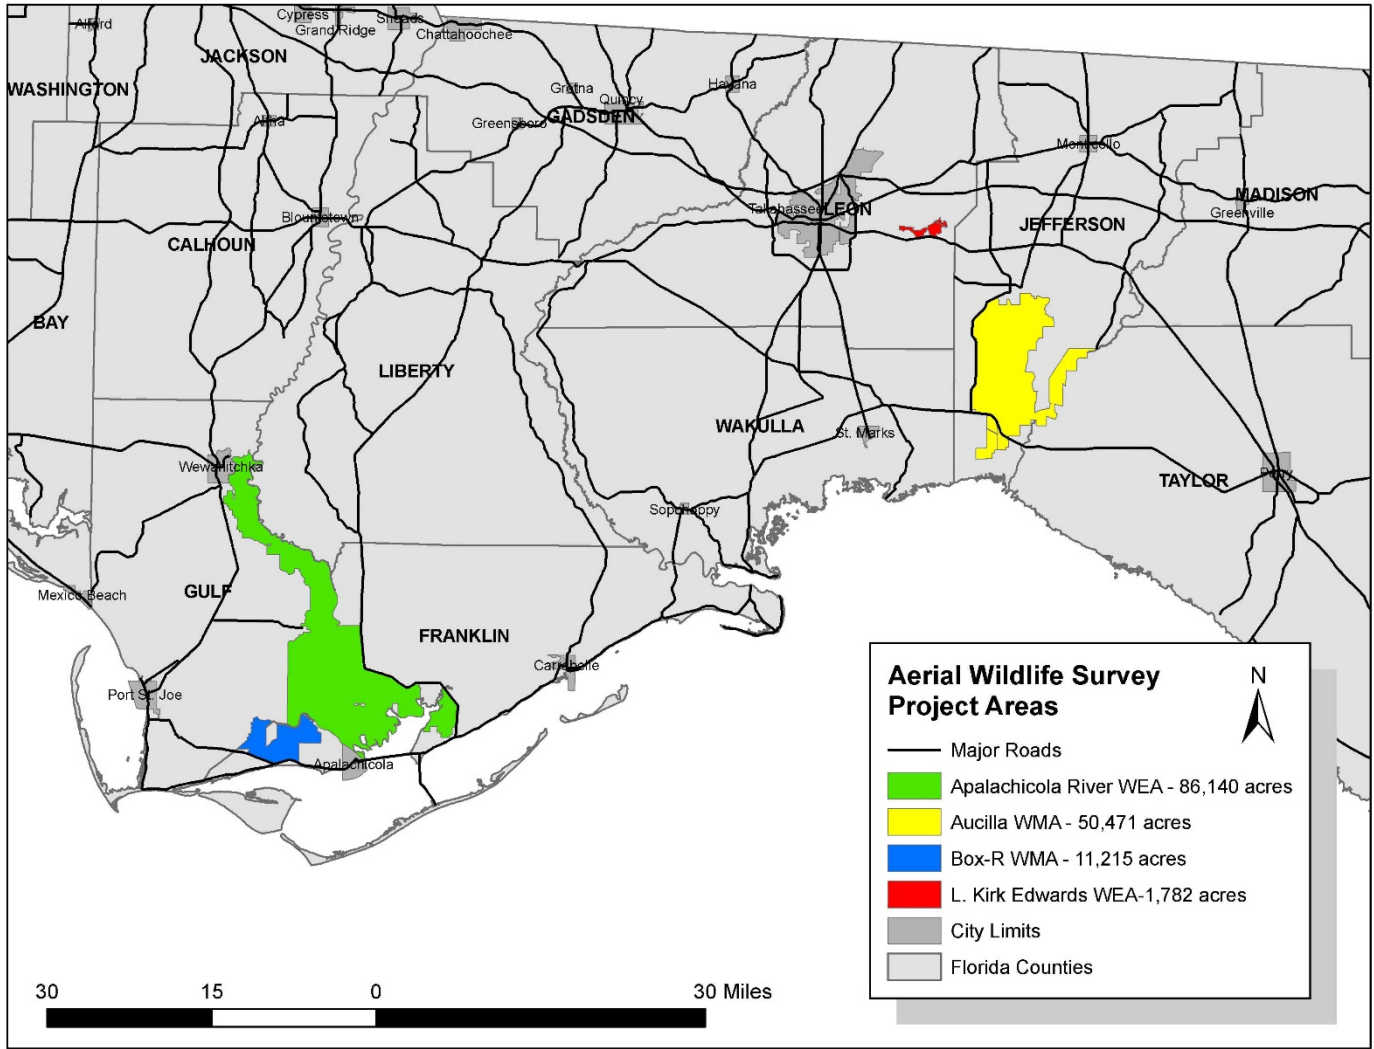 Alford
Cypress
Grand Ridge
Sneads
Chattahoochee
JACKSON
WASHINGTON
Gretna
Quincy
Havana
GADSDEN
Greensboro
Altha
Monticello
MADISON
Greenville
Blountstown
Tallahassee
LEON
JEFFERSON
CALHOUN
BAY
LIBERTY
WAKULLA
St. Marks
Wewahitchka
TAYLOR
Perry
Sopchoppy
Mexico Beach
GULF
FRANKLIN
Carrabelle
Port St. Joe
Apalachicola
Aerial Wildlife Survey
Project Areas
N
Major Roads
Apalachicola River WEA - 86,140 acres
Aucilla WMA - 50,471 acres
Box-R WMA - 11,215 acres
L. Kirk Edwards WEA-1,782 acres
City Limits
Florida Counties
30 15 0 30 Miles